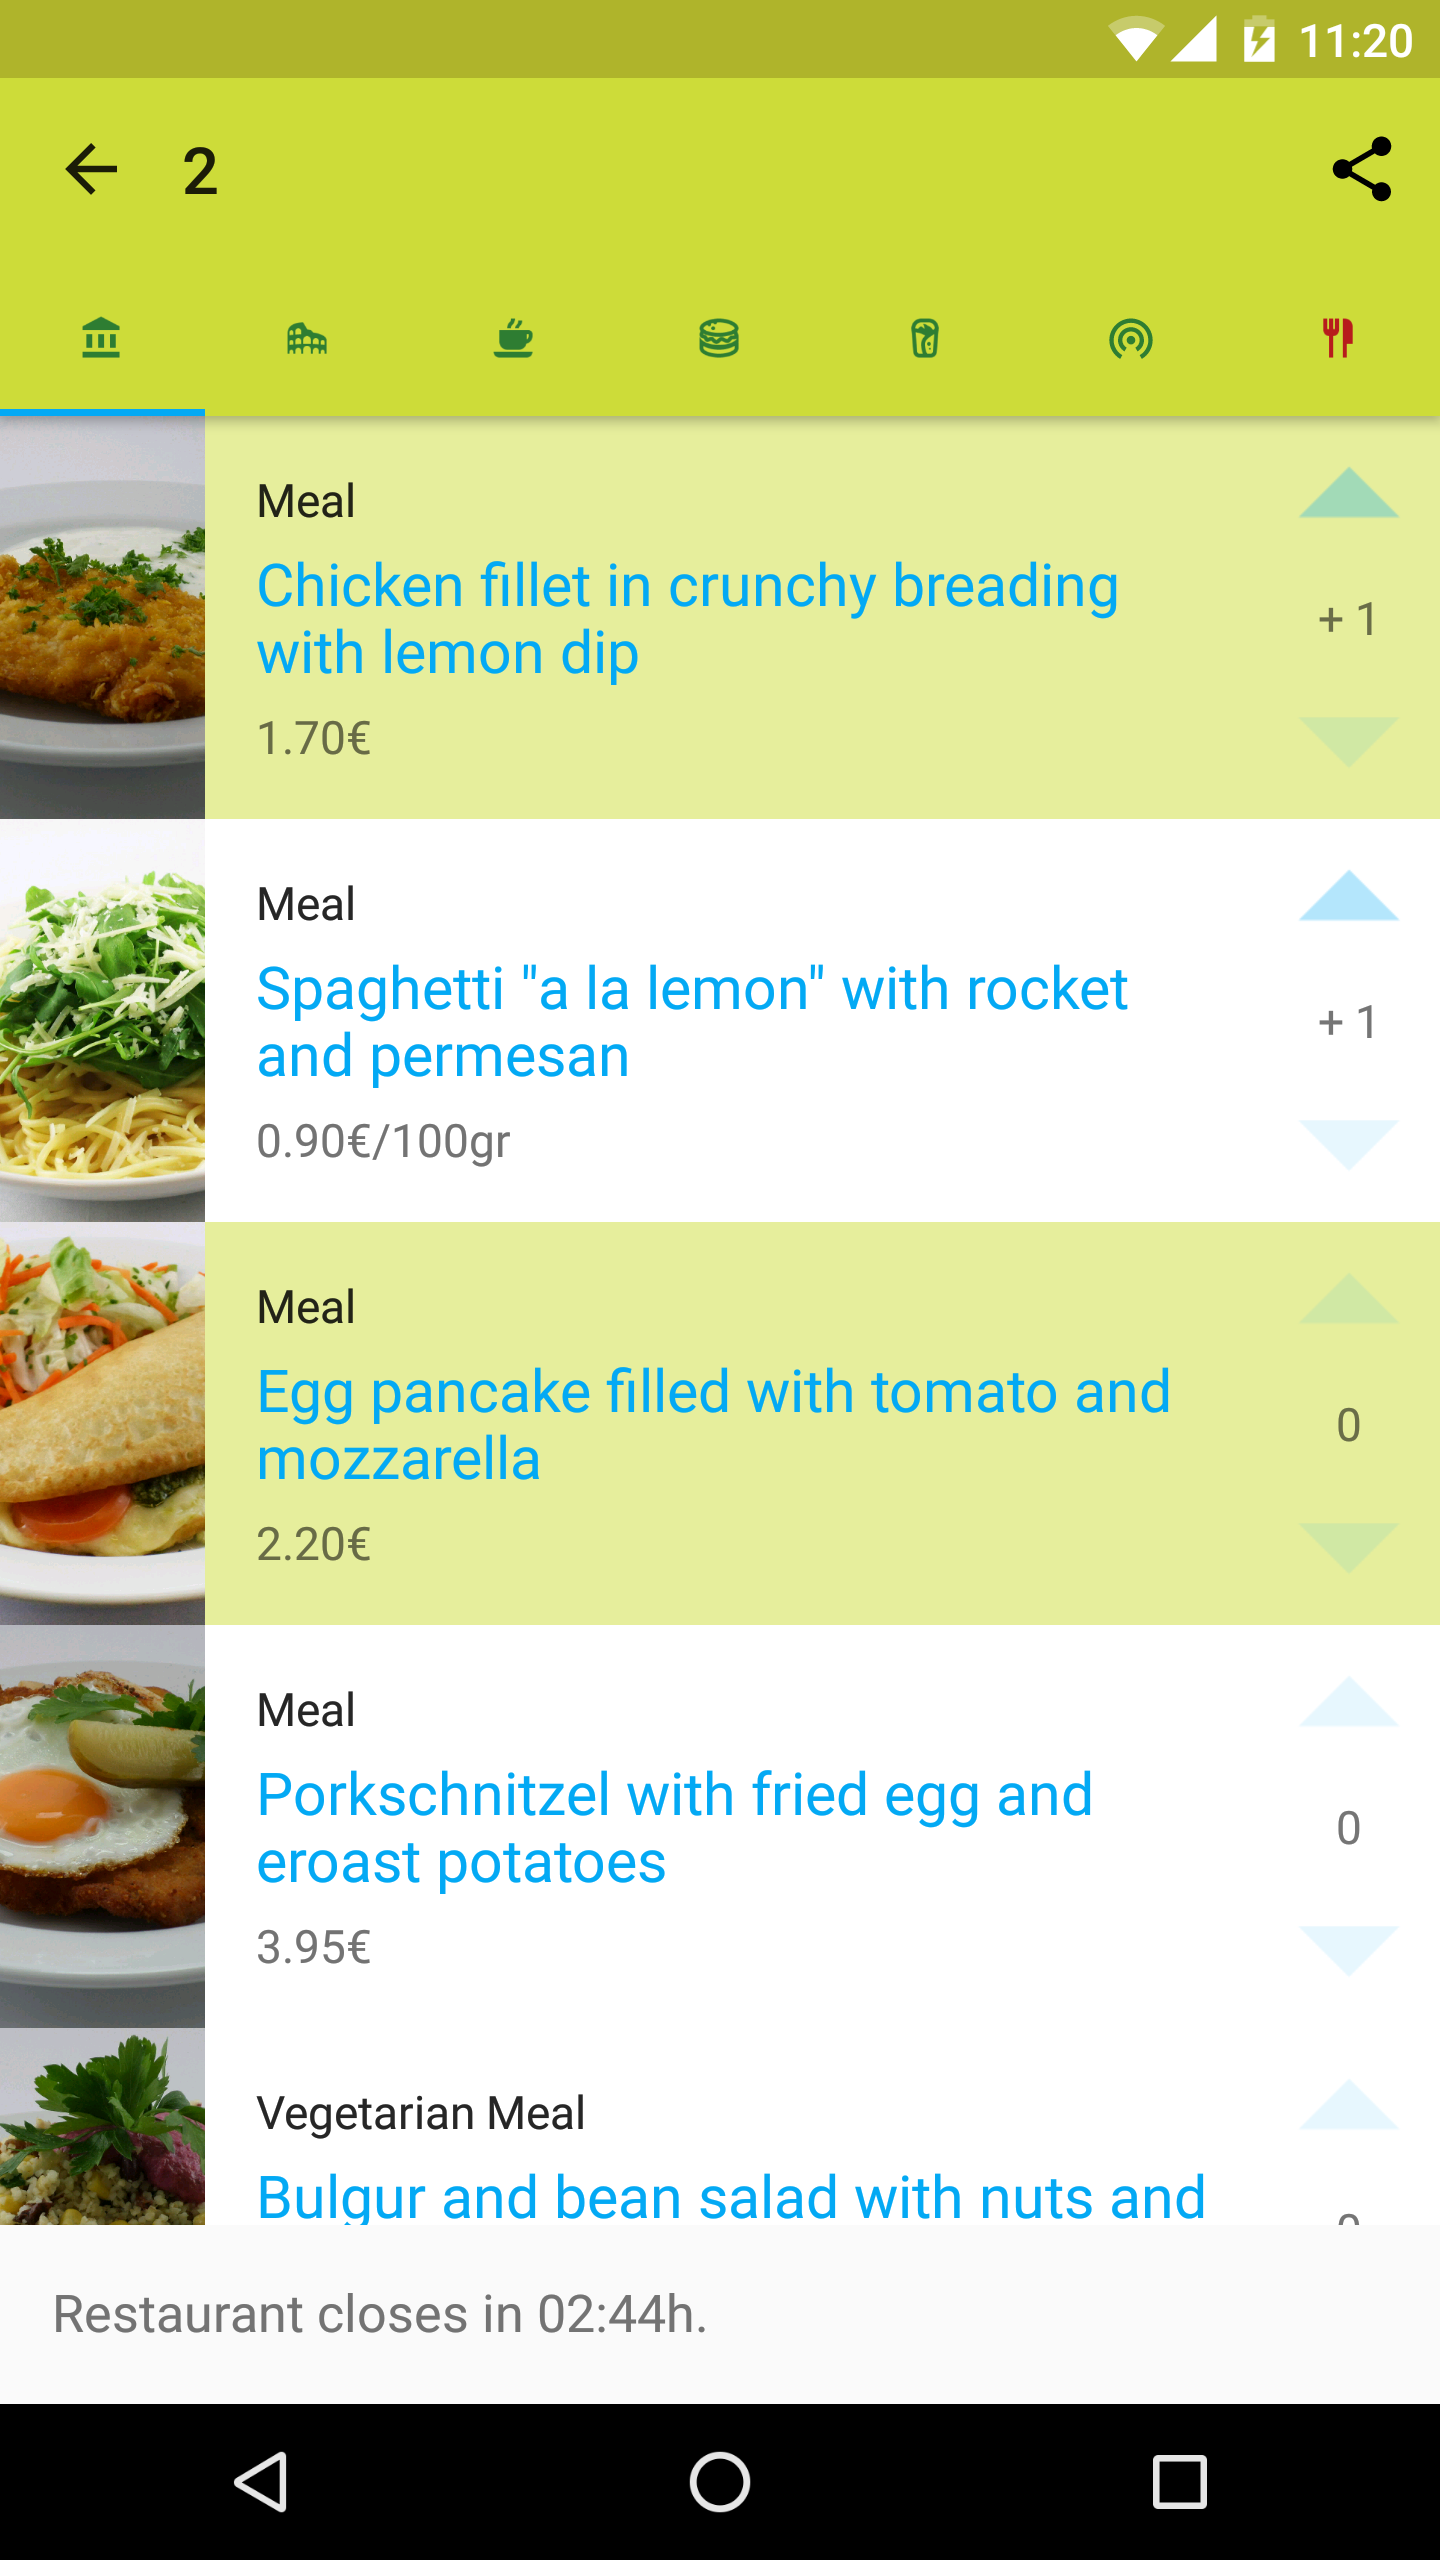 11:20
2
Meal
Chicken fillet in crunchy breading
with lemon dip
1.70€
+ 1
Meal
Spaghetti "a la lemon" with rocket
and permesan
0.90€/100gr
+ 1
Meal
Egg pancake filled with tomato and
mozzarella
2.20€
0
Meal
Porkschnitzel with fried egg and
eroast potatoes
3.95€
0
Vegetarian Meal
Bulgur and bean salad with nuts and
Restaurant closes in 02:44h.